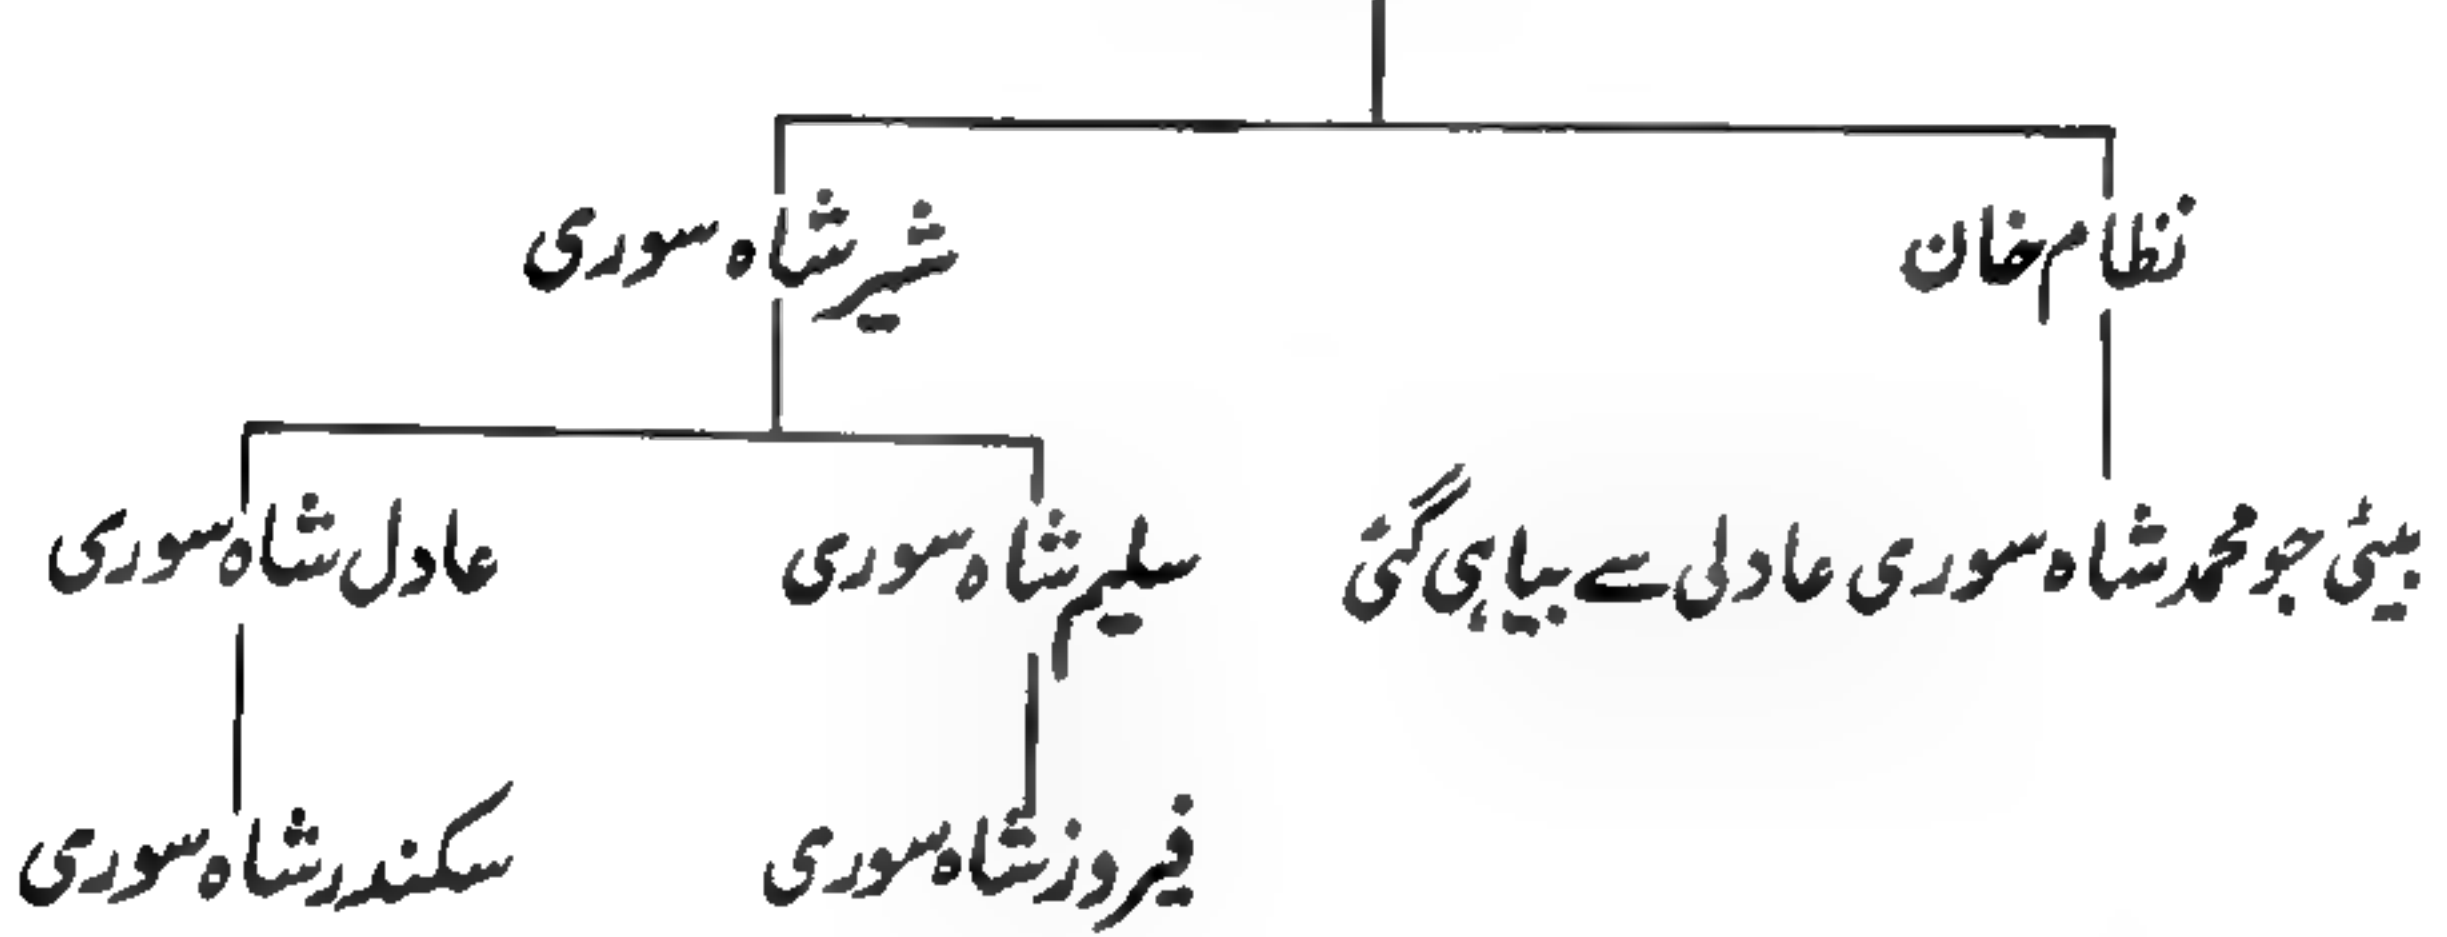 نظام خان
شیر شاہ سوری
بیٹی جو محمد شاہ سوری عادلی سے بیاہی گئی
سلیم شاہ سوری
عادل شاہ سوری
فیروز شاہ سوری
سکندر شاہ سوری